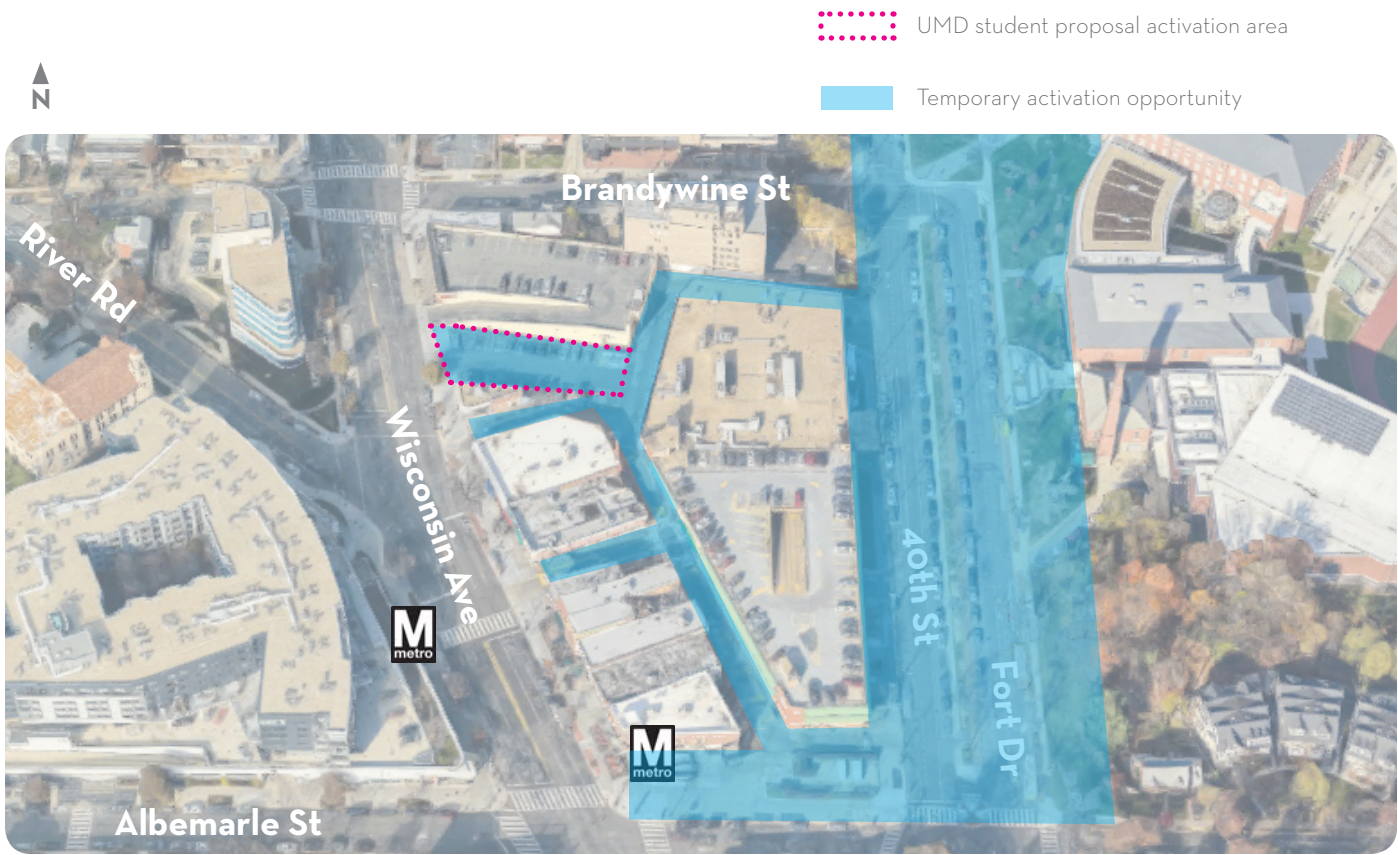 UMD student proposal activation area
N
Temporary activation opportunity
Brandywine St
River Rd
Wisconsin Ave
40th St
M
metro
Fort Dr
M
metro
Albemarle St